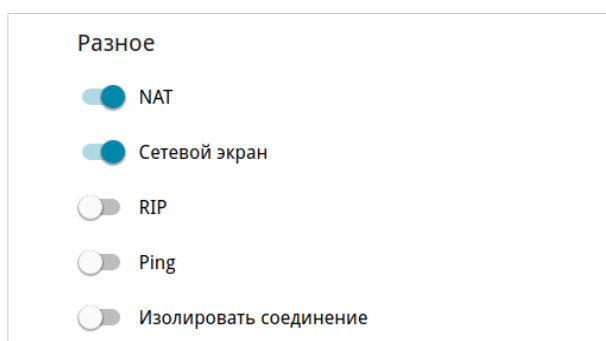 Разное
NAT
Сетевой экран
RIP
Ping
Изолировать соединение